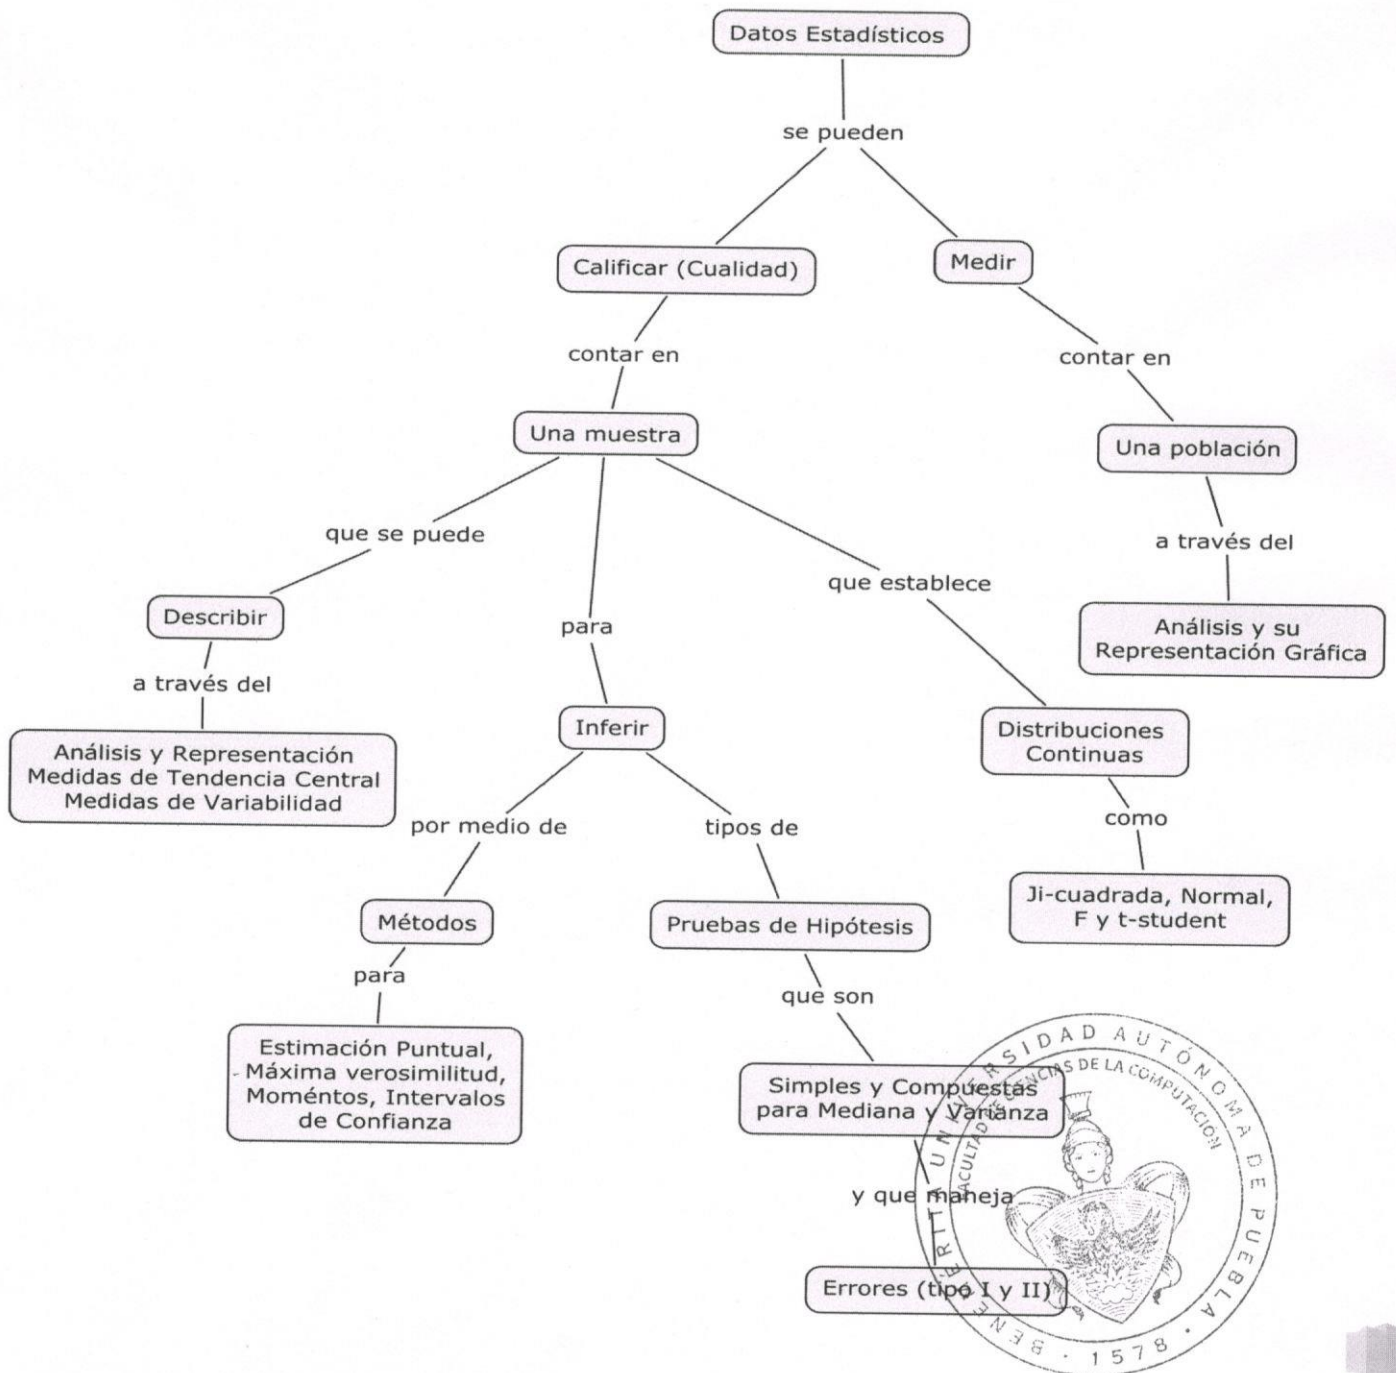 Datos Estadísticos
se pueden
Calificar (Cualidad)
Medir
contar en
contar en
Una muestra
Una población
que se puede
a través del
que establece
Describir
para
Análisis y su
Representación Gráfica
a través del
Inferir
Distribuciones
Continuas
Análisis y Representación
Medidas de Tendencia Central
Medidas de Variabilidad
por medio de
tipos de
como
Métodos
Pruebas de Hipótesis
Ji-cuadrada, Normal,
F y t-student
para
que son
Estimación Puntual,
Máxima verosimilitud,
Moméntos, Intervalos
de Confianza
Simples y Compuestas
para Mediana y Varianza
y que maneja
Errores (tipo I y II)
BENEMÉRITA UNIVERSIDAD AUTÓNOMA DE PUEBLA · 1578 ·
FACULTAD DE CIENCIAS DE LA COMPUTACIÓN